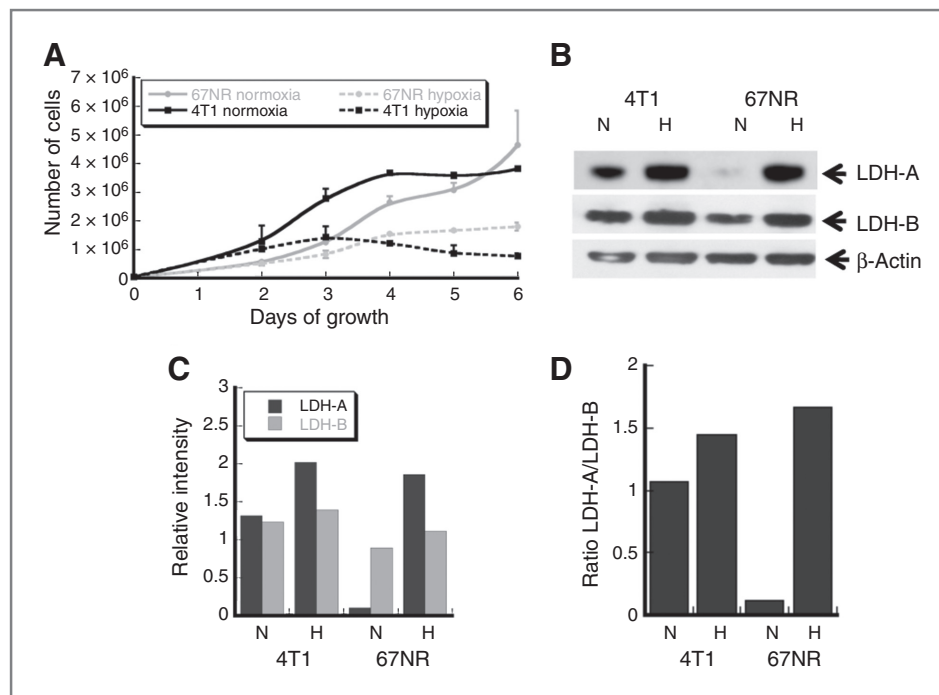 A
7 × 10⁶
6 × 10⁶
5 × 10⁶
4 × 10⁶
3 × 10⁶
2 × 10⁶
1 × 10⁶
0
Number of cells
67NR normoxia 67NR hypoxia
4T1 normoxia 4T1 hypoxia
0 1 2 3 4 5 6
Days of growth
B
4T1 67NR
N H N H
LDH-A
LDH-B
β-Actin
C
3
2.5
2
1.5
1
0.5
0
Relative intensity
LDH-A
LDH-B
N H N H
4T1 67NR
D
2
1.5
1
0.5
0
Ratio LDH-A/LDH-B
N H N H
4T1 67NR